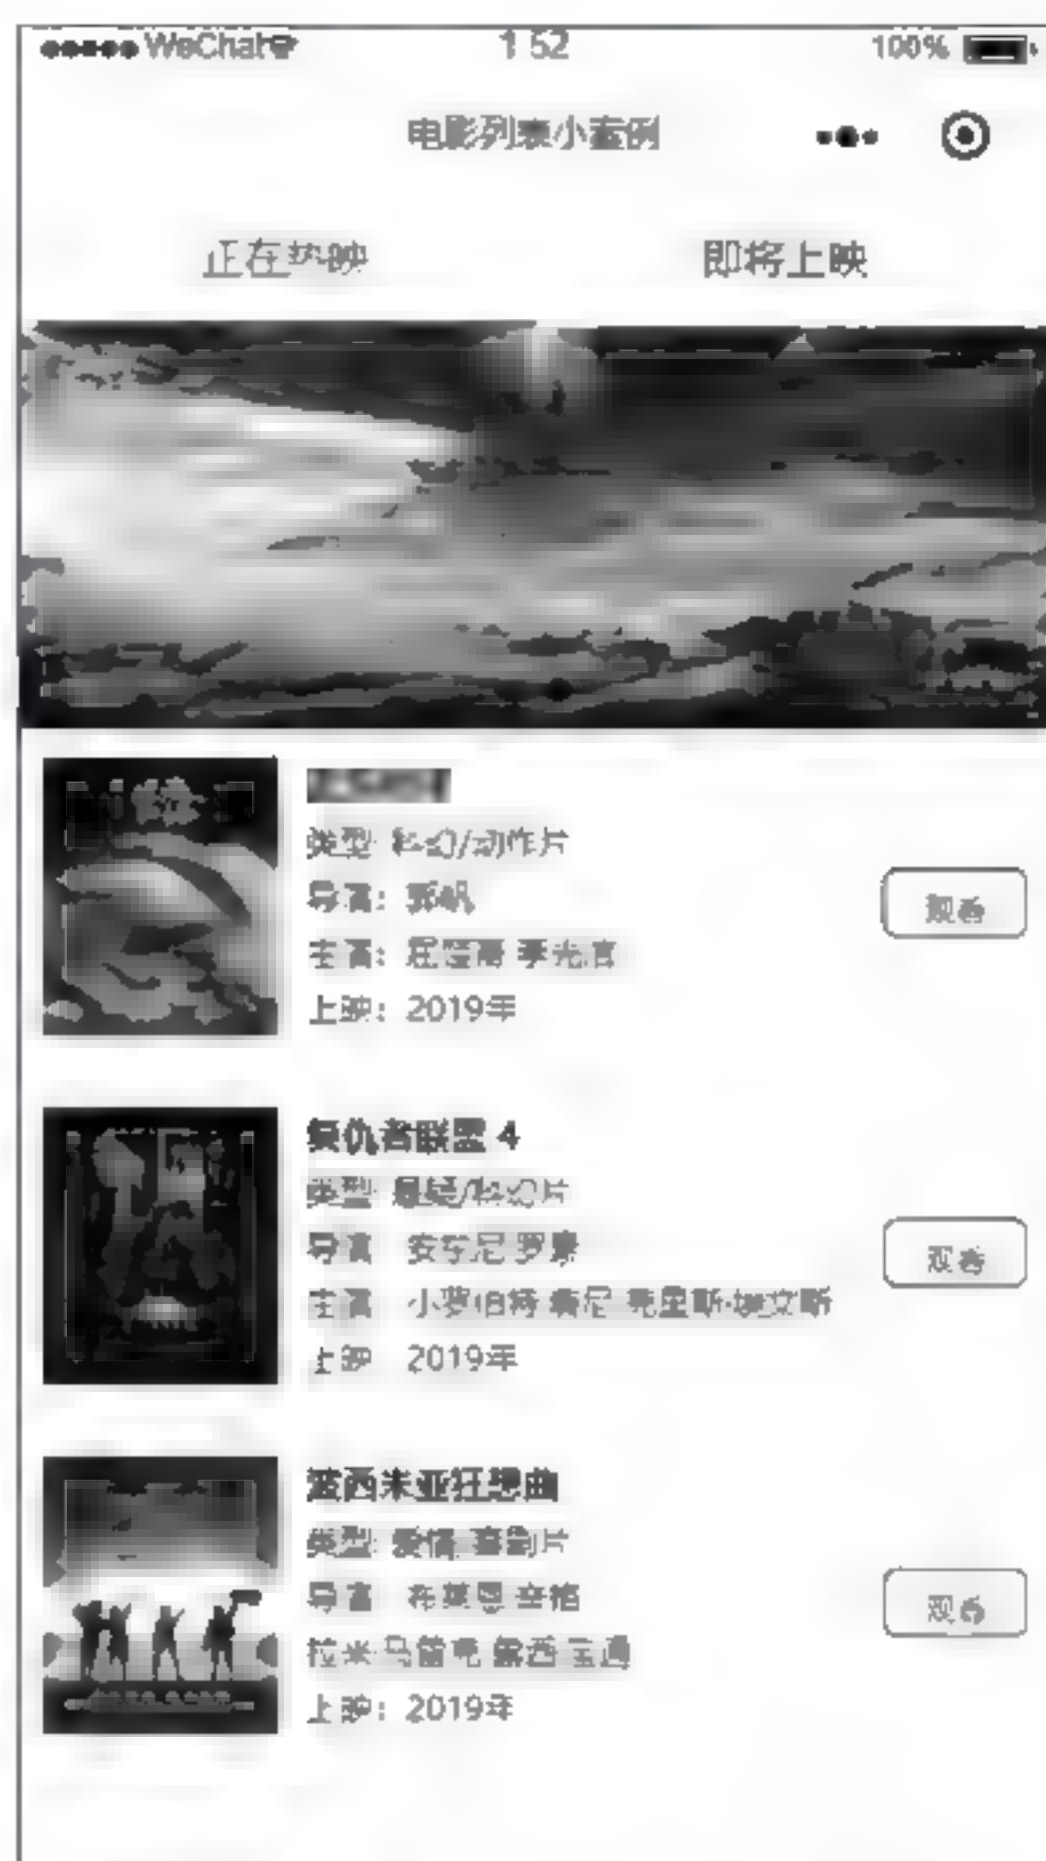 WeChat 1 52 100%
电影列表小案例
正在热映 即将上映
类型 科幻/动作片
导演: 郭帆
观看
主演: 屈楚萧 李光洁
上映: 2019年
复仇者联盟 4
类型 悬疑/科幻片
导演 安东尼 罗素
观看
主演 小罗伯特 唐尼 克里斯·埃文斯
上映 2019年
波西米亚狂想曲
类型 爱情 喜剧片
导演 布莱恩 辛格
观看
拉米 马雷克 露西 宝通
上映: 2019年